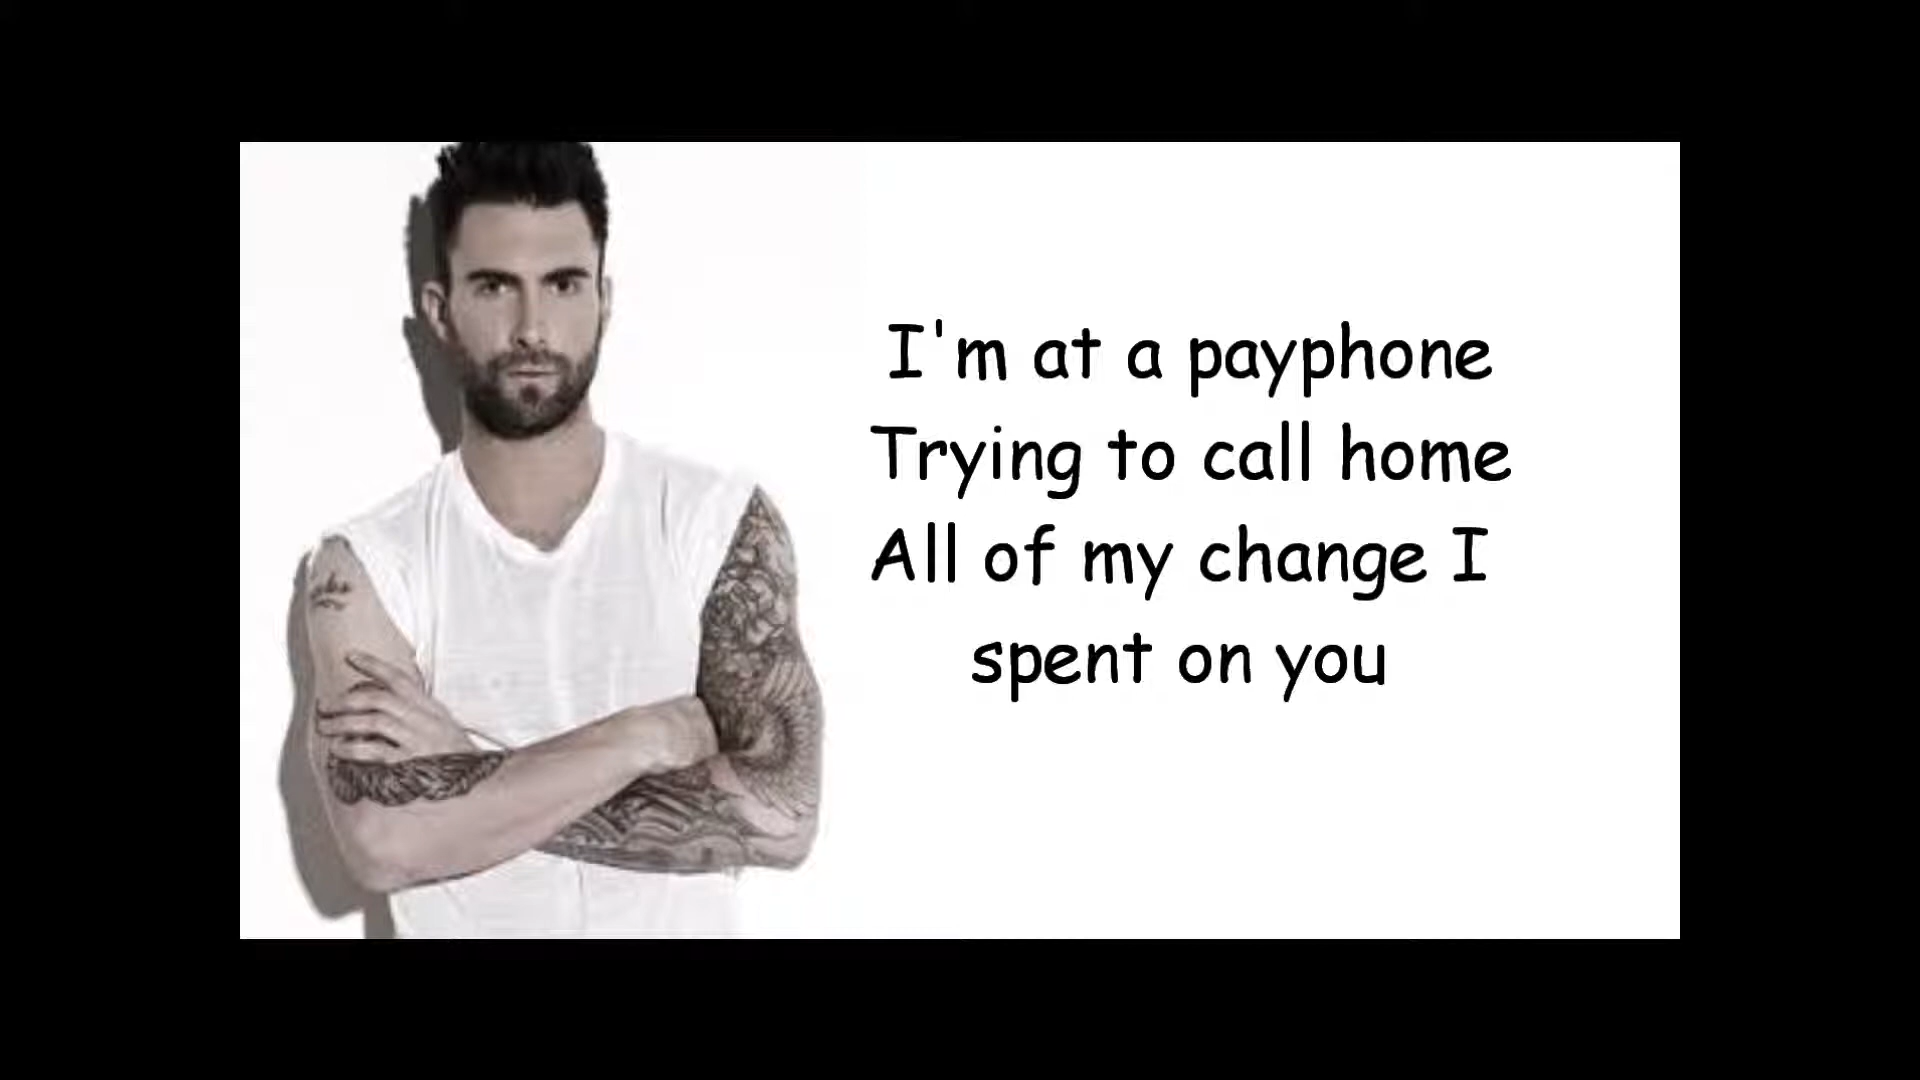 I'm at a payphone
Trying to call home
All of my change I
spent on you